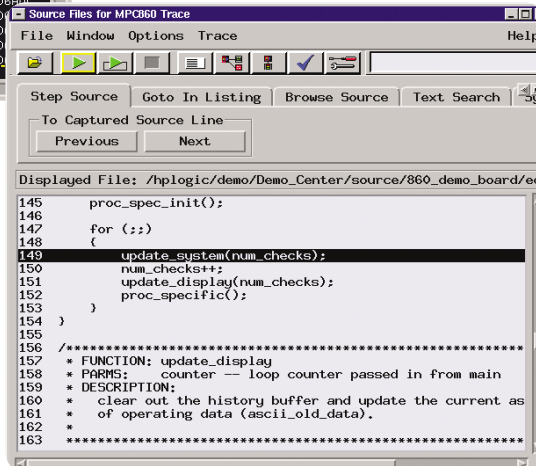 Source Files for MPC860 Trace
File Window Options Trace Help
Step Source Goto In Listing Browse Source Text Search
To Captured Source Line
Previous Next
Displayed File: /hplogic/demo/Demo_Center/source/860_demo_board/e
145 proc_spec_init();
146
147 for (;;)
148 {
149 update_system(num_checks);
150 num_checks++;
151 update_display(num_checks);
152 proc_specific();
153 }
154 }
155
156 /***********************************************************
157 * FUNCTION: update_display
158 * PARMS: counter -- loop counter passed in from main
159 * DESCRIPTION:
160 * clear out the history buffer and update the current as
161 * of operating data (ascii_old_data).
162 *
163 ***********************************************************